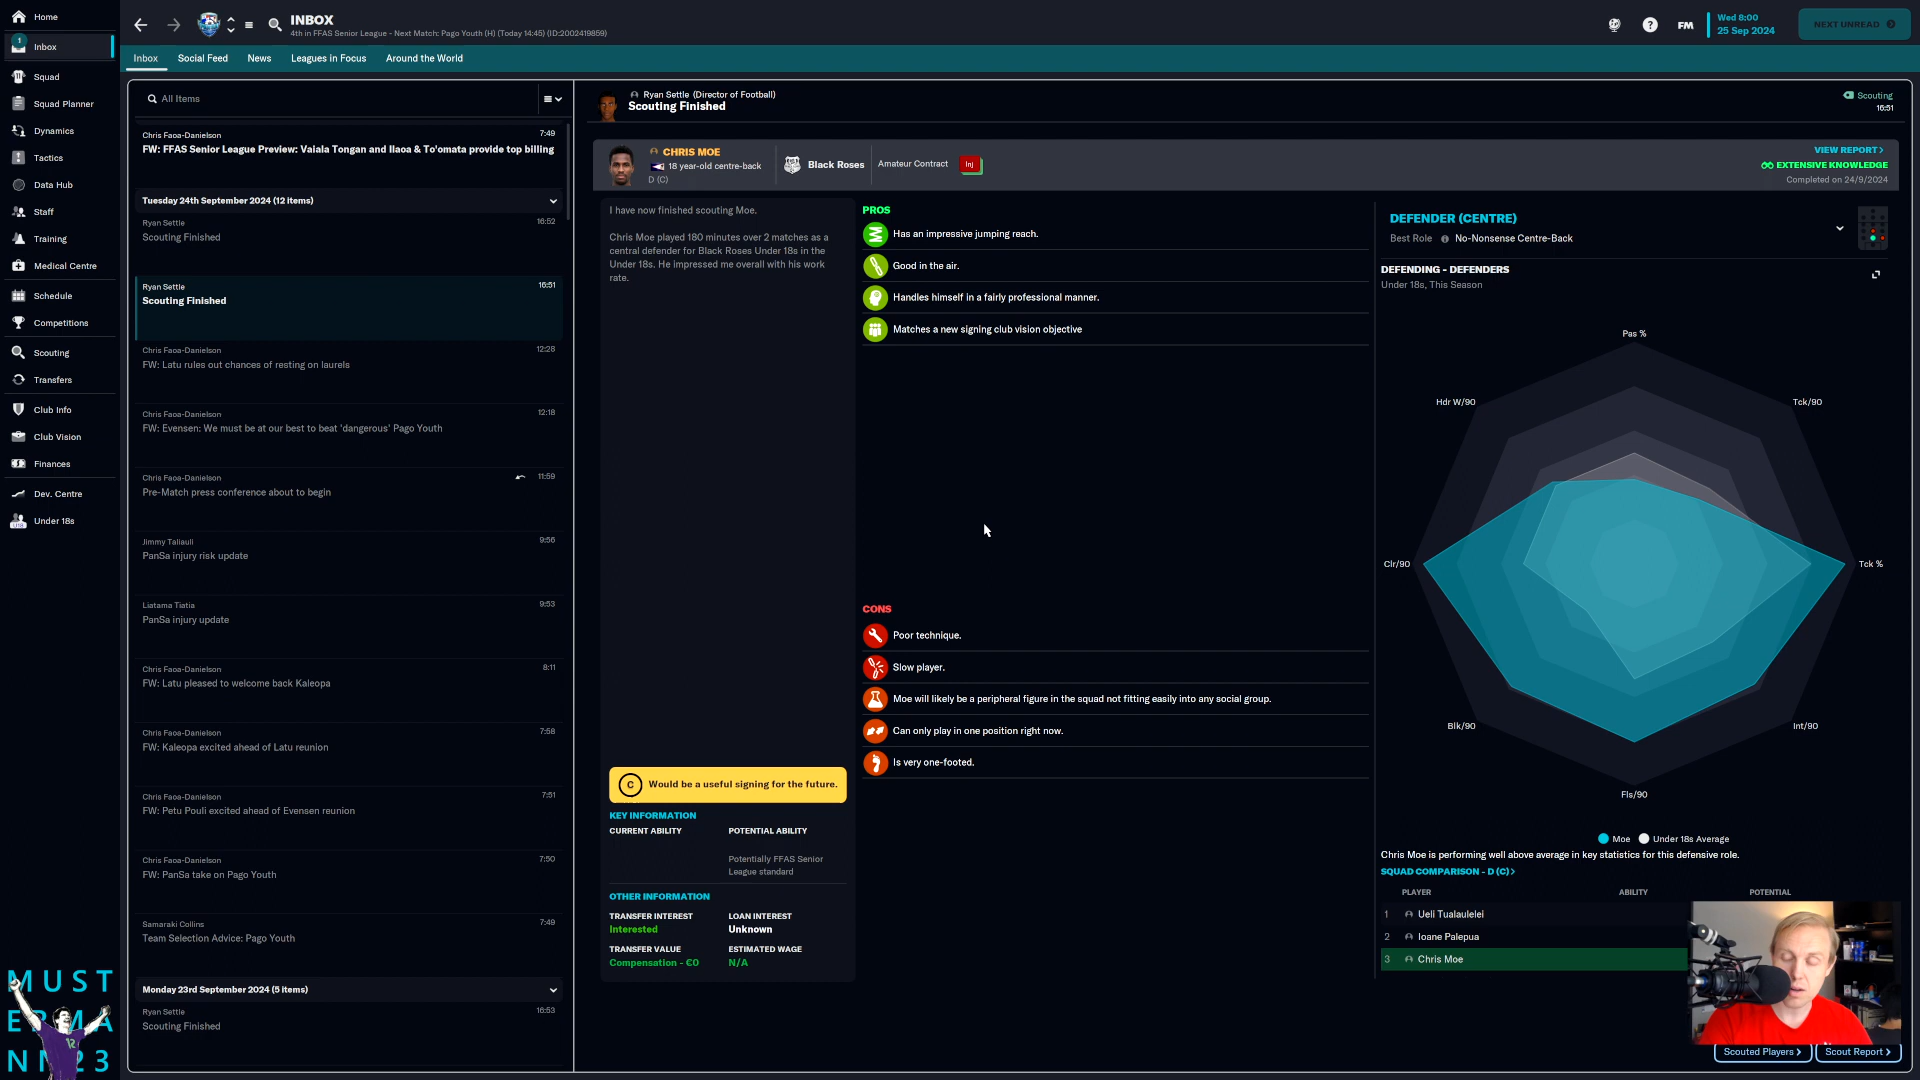 Home
1
Inbox
Squad
Squad Planner
Dynamics
Tactics
Data Hub
Staff
Training
Medical Centre
Schedule
Competitions
Scouting
Transfers
Club Info
Club Vision
Finances
Dev. Centre
Under 18s
MUST
ERMA
NN23
INBOX
4th in FFAS Senior League - Next Match: Pago Youth (H) (Today 14:45) (ID:2002419859)
FM
Wed 8:00
25 Sep 2024
NEXT UNREAD
Inbox
Social Feed
News
Leagues in Focus
Around the World
All Items
Chris Faoa-Danielson 7:49
FW: FFAS Senior League Preview: Vaiala Tongan and Ilaoa & To'omata provide top billing
Tuesday 24th September 2024 (12 items)
Ryan Settle 16:52
Scouting Finished
Ryan Settle 16:51
Scouting Finished
Chris Faoa-Danielson 12:28
FW: Latu rules out chances of resting on laurels
Chris Faoa-Danielson 12:18
FW: Evensen: We must be at our best to beat 'dangerous' Pago Youth
Chris Faoa-Danielson 11:59
Pre-Match press conference about to begin
Jimmy Taliauli 9:56
PanSa injury risk update
Liatama Tiatia 9:53
PanSa injury update
Chris Faoa-Danielson 8:11
FW: Latu pleased to welcome back Kaleopa
Chris Faoa-Danielson 7:58
FW: Kaleopa excited ahead of Latu reunion
Chris Faoa-Danielson 7:51
FW: Petu Pouli excited ahead of Evensen reunion
Chris Faoa-Danielson 7:50
FW: PanSa take on Pago Youth
Samaraki Collins 7:49
Team Selection Advice: Pago Youth
Monday 23rd September 2024 (5 items)
Ryan Settle 16:53
Scouting Finished
Ryan Settle (Director of Football)
Scouting Finished
Scouting
16:51
CHRIS MOE
18 year-old centre-back
D (C)
Black Roses
Amateur Contract
Inj
VIEW REPORT>
EXTENSIVE KNOWLEDGE
Completed on 24/9/2024
I have now finished scouting Moe.
Chris Moe played 180 minutes over 2 matches as a
central defender for Black Roses Under 18s in the
Under 18s. He impressed me overall with his work
rate.
C Would be a useful signing for the future.
KEY INFORMATION
CURRENT ABILITY POTENTIAL ABILITY
Potentially FFAS Senior
League standard
OTHER INFORMATION
TRANSFER INTEREST LOAN INTEREST
Interested Unknown
TRANSFER VALUE ESTIMATED WAGE
Compensation - €0 N/A
PROS
Has an impressive jumping reach.
Good in the air.
Handles himself in a fairly professional manner.
Matches a new signing club vision objective
CONS
Poor technique.
Slow player.
Moe will likely be a peripheral figure in the squad not fitting easily into any social group.
Can only play in one position right now.
Is very one-footed.
DEFENDER (CENTRE)
Best Role No-Nonsense Centre-Back
DEFENDING - DEFENDERS
Under 18s, This Season
Pas %
Hdr W/90
Tck/90
Clr/90
Tck %
Blk/90
Int/90
Fls/90
Moe Under 18s Average
Chris Moe is performing well above average in key statistics for this defensive role.
SQUAD COMPARISON - D (C)>
PLAYER ABILITY POTENTIAL
1 Ueli Tualaulelei
2 Ioane Palepua
3 Chris Moe
Scouted Players >
Scout Report >